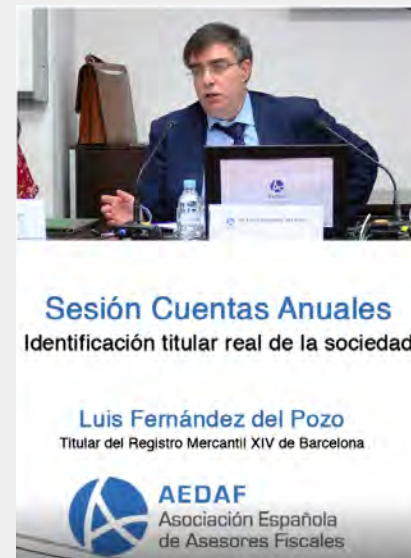 AEDAF
Sesión Cuentas Anuales
Identificación titular real de la sociedad
Luis Fernández del Pozo
Titular del Registro Mercantil XIV de Barcelona
AEDAF
Asociación Española
de Asesores Fiscales